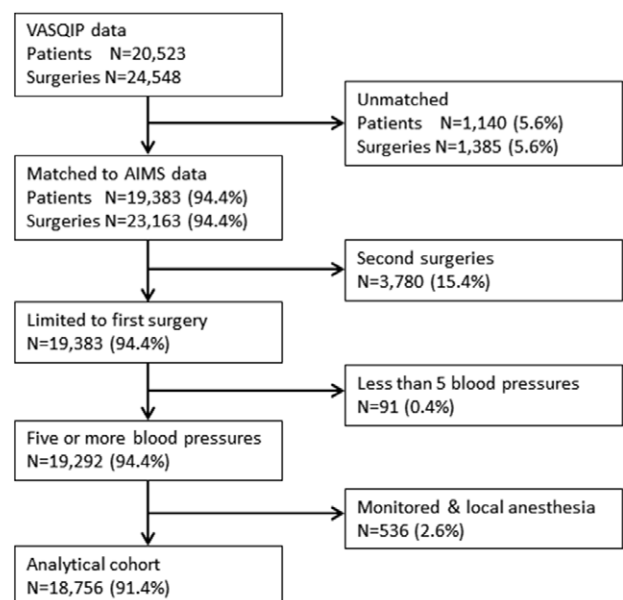 VASQIP data
Patients N=20,523
Surgeries N=24,548
Unmatched
Patients N=1,140 (5.6%)
Surgeries N=1,385 (5.6%)
Matched to AIMS data
Patients N=19,383 (94.4%)
Surgeries N=23,163 (94.4%)
Second surgeries
N=3,780 (15.4%)
Limited to first surgery
N=19,383 (94.4%)
Less than 5 blood pressures
N=91 (0.4%)
Five or more blood pressures
N=19,292 (94.4%)
Monitored & local anesthesia
N=536 (2.6%)
Analytical cohort
N=18,756 (91.4%)